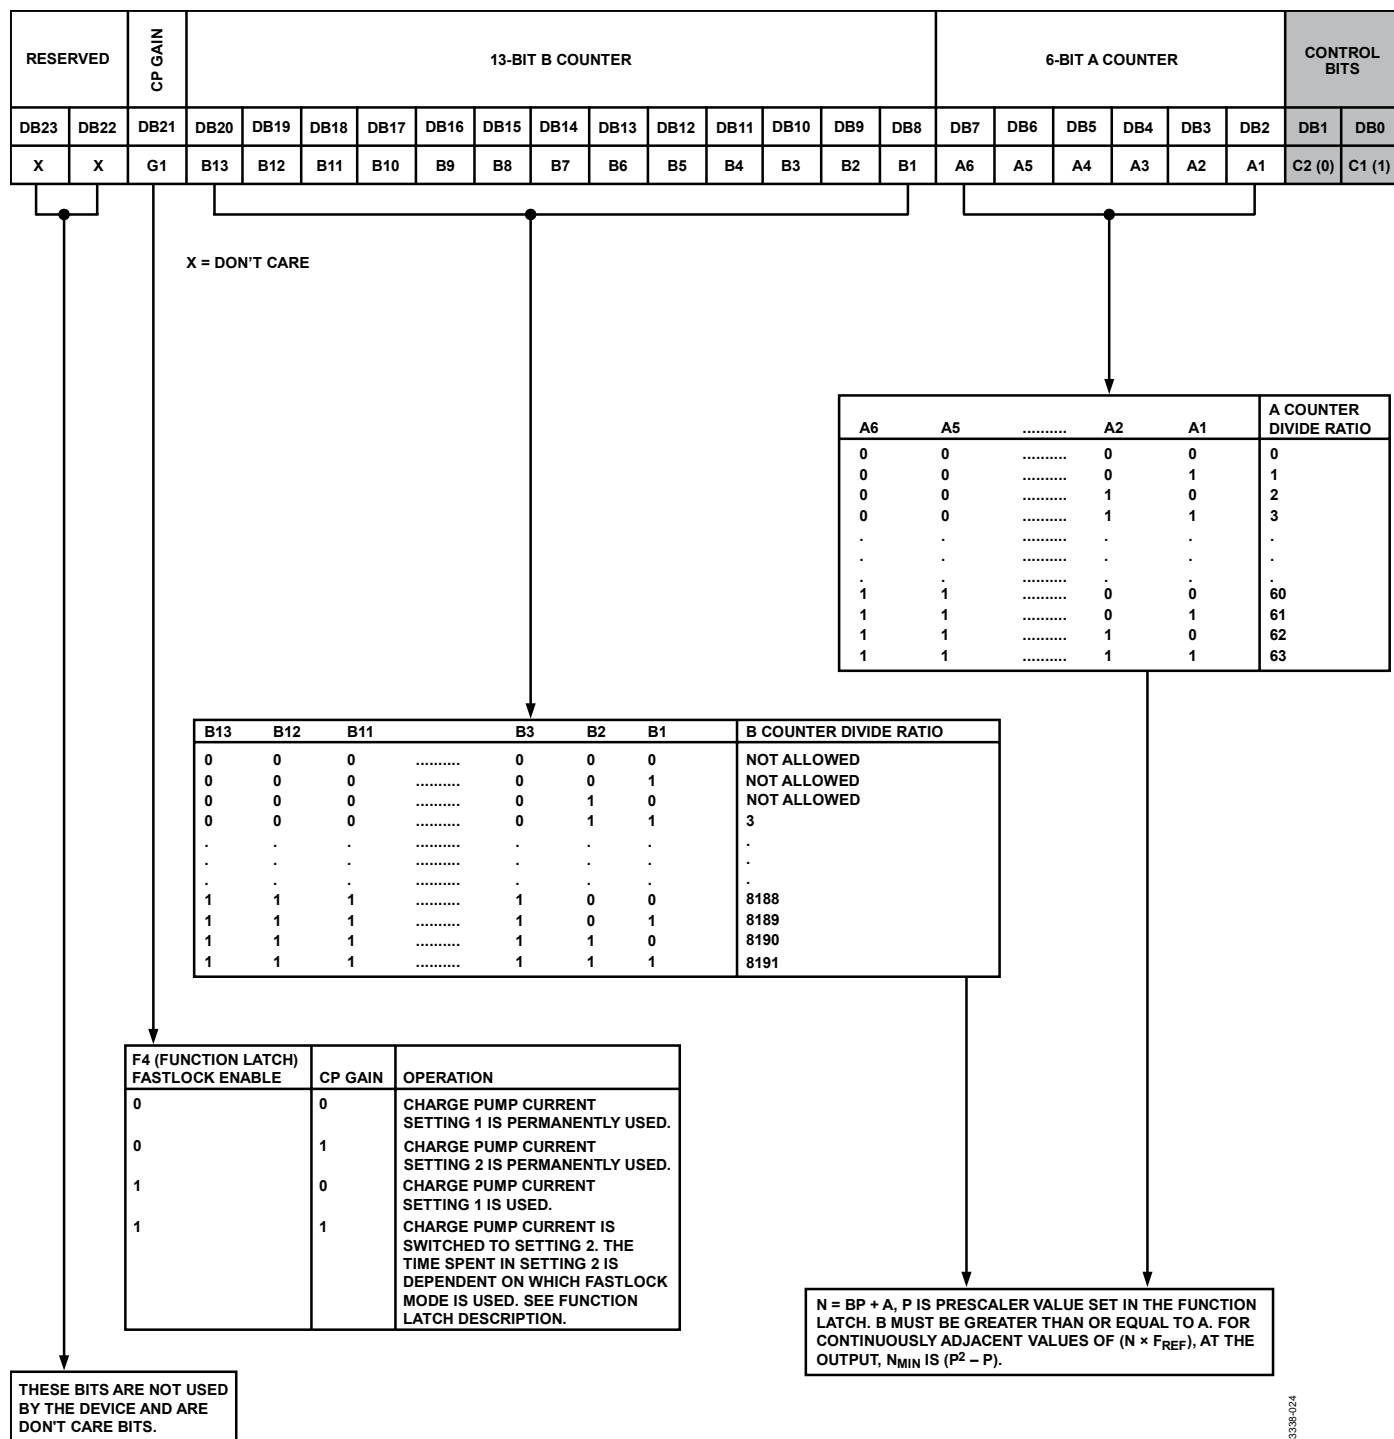 RESERVED CP GAIN 13-BIT B COUNTER 6-BIT A COUNTER CONTROL
BITS
DB23 DB22 DB21 DB20 DB19 DB18 DB17 DB16 DB15 DB14 DB13 DB12 DB11 DB10 DB9 DB8 DB7 DB6 DB5 DB4 DB3 DB2 DB1 DB0
X X G1 B13 B12 B11 B10 B9 B8 B7 B6 B5 B4 B3 B2 B1 A6 A5 A4 A3 A2 A1 C2 (0) C1 (1)
X = DON'T CARE
A COUNTER
A6 A5 .......... A2 A1 DIVIDE RATIO
0 0 .......... 0 0 0
0 0 .......... 0 1 1
0 0 .......... 1 0 2
0 0 .......... 1 1 3
. . .......... . . .
. . .......... . . .
. . .......... . . .
1 1 .......... 0 0 60
1 1 .......... 0 1 61
1 1 .......... 1 0 62
1 1 .......... 1 1 63
B13 B12 B11 B3 B2 B1 B COUNTER DIVIDE RATIO
0 0 0 .......... 0 0 0 NOT ALLOWED
0 0 0 .......... 0 0 1 NOT ALLOWED
0 0 0 .......... 0 1 0 NOT ALLOWED
0 0 0 .......... 0 1 1 3
. . . .......... . . . .
. . . .......... . . . .
. . . .......... . . . .
1 1 1 .......... 1 0 0 8188
1 1 1 .......... 1 0 1 8189
1 1 1 .......... 1 1 0 8190
1 1 1 .......... 1 1 1 8191
F4 (FUNCTION LATCH)
FASTLOCK ENABLE CP GAIN OPERATION
0 0 CHARGE PUMP CURRENT
SETTING 1 IS PERMANENTLY USED.
0 1 CHARGE PUMP CURRENT
SETTING 2 IS PERMANENTLY USED.
1 0 CHARGE PUMP CURRENT
SETTING 1 IS USED.
1 1 CHARGE PUMP CURRENT IS
SWITCHED TO SETTING 2. THE
TIME SPENT IN SETTING 2 IS
DEPENDENT ON WHICH FASTLOCK
MODE IS USED. SEE FUNCTION
LATCH DESCRIPTION.
N = BP + A, P IS PRESCALER VALUE SET IN THE FUNCTION
LATCH. B MUST BE GREATER THAN OR EQUAL TO A. FOR
CONTINUOUSLY ADJACENT VALUES OF (N × FREF), AT THE
OUTPUT, NMIN IS (P² – P).
THESE BITS ARE NOT USED
BY THE DEVICE AND ARE
DON'T CARE BITS.
3338-024